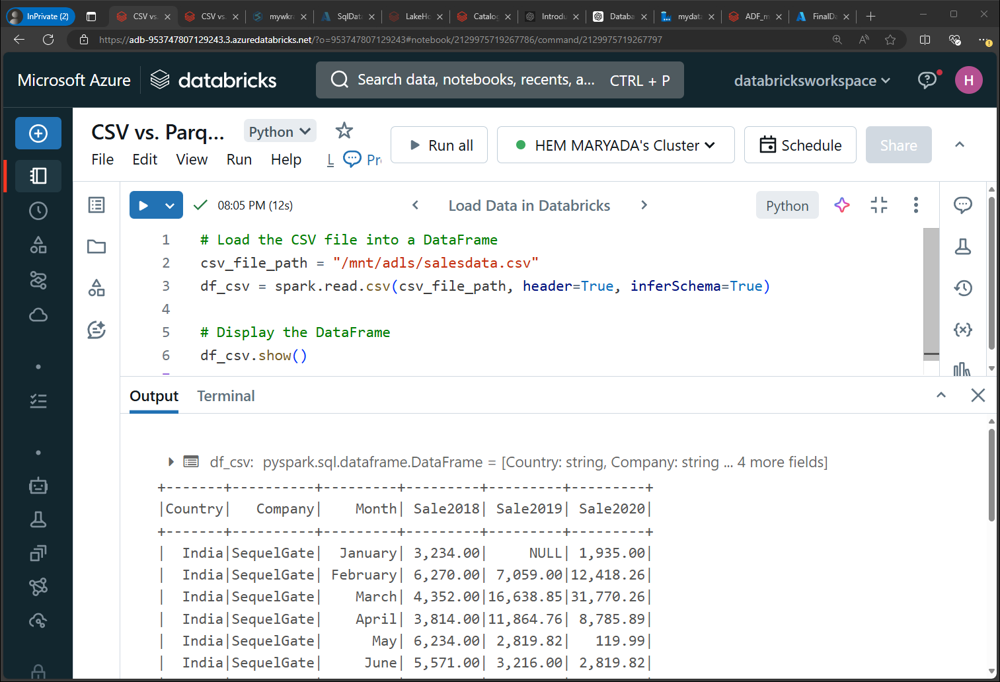 InPrivate (2)
CSV vs.
CSV vs.
mywkr
SqlData
LakeHo
Catalog
Introdu
Databa
mydata
ADF_m
FinalDa
https://adb-953747807129243.3.azuredatabricks.net/?o=953747807129243#notebook/2129975719267786/command/2129975719267797
Microsoft Azure
databricks
Search data, notebooks, recents, a... CTRL + P
databricksworkspace
H
CSV vs. Parq...
Python
File Edit View Run Help L Pr
Run all
HEM MARYADA's Cluster
Schedule
Share
08:05 PM (12s)
Load Data in Databricks
Python
1 # Load the CSV file into a DataFrame
2 csv_file_path = "/mnt/adls/salesdata.csv"
3 df_csv = spark.read.csv(csv_file_path, header=True, inferSchema=True)
4
5 # Display the DataFrame
6 df_csv.show()
Output Terminal
df_csv: pyspark.sql.dataframe.DataFrame = [Country: string, Company: string ... 4 more fields]
+-------+----------+---------+---------+---------+---------+
|Country|   Company|    Month| Sale2018| Sale2019| Sale2020|
+-------+----------+---------+---------+---------+---------+
|  India|SequelGate|  January| 3,234.00|     NULL| 1,935.00|
|  India|SequelGate| February| 6,270.00| 7,059.00|12,418.26|
|  India|SequelGate|    March| 4,352.00|16,638.85|31,770.26|
|  India|SequelGate|    April| 3,814.00|11,864.76| 8,785.89|
|  India|SequelGate|      May| 6,234.00| 2,819.82|   119.99|
|  India|SequelGate|     June| 5,571.00| 3,216.00| 2,819.82|